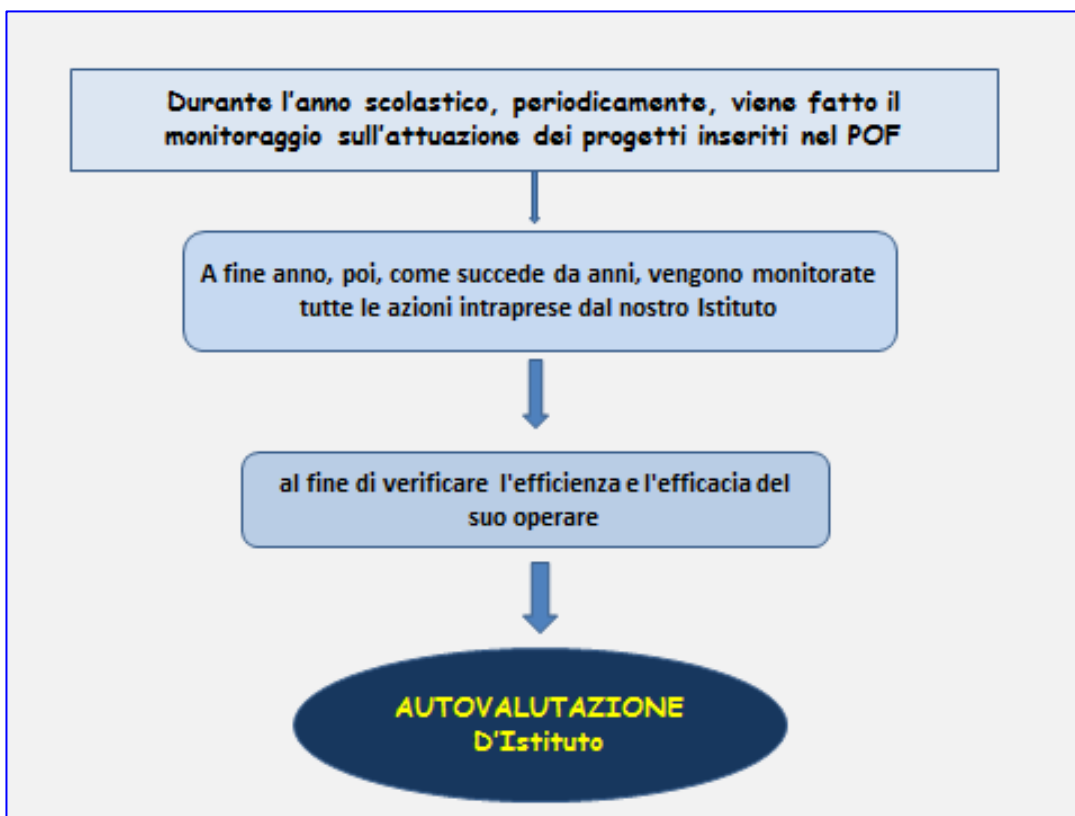 Durante l'anno scolastico, periodicamente, viene fatto il
monitoraggio sull'attuazione dei progetti inseriti nel POF
A fine anno, poi, come succede da anni, vengono monitorate
tutte le azioni intraprese dal nostro Istituto
al fine di verificare l'efficienza e l'efficacia del
suo operare
AUTOVALUTAZIONE
D'Istituto